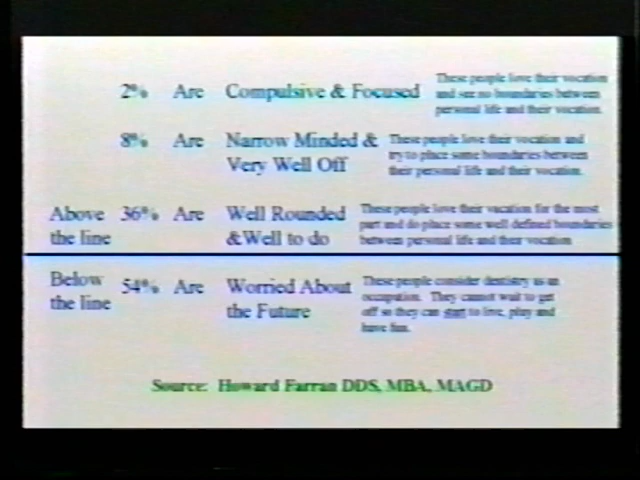 2% Are Compulsive & Focused
These people love their vocation
and see no boundaries between
personal life and their vocation.
8% Are Narrow Minded &
Very Well Off
These people love their vocation and
try to place some boundaries between
their personal life and their vocation.
Above 36% Are Well Rounded
the line &Well to do
These people love their vacation for the most
part and do place some well defined boundaries
between personal life and their vocation
Below 54% Are Worried About
the line the Future
These people consider dentistry as an
occupation. They cannot wait to get
off so they can start to live, play and
have fun.
Source: Howard Farran DDS, MBA, MAGD